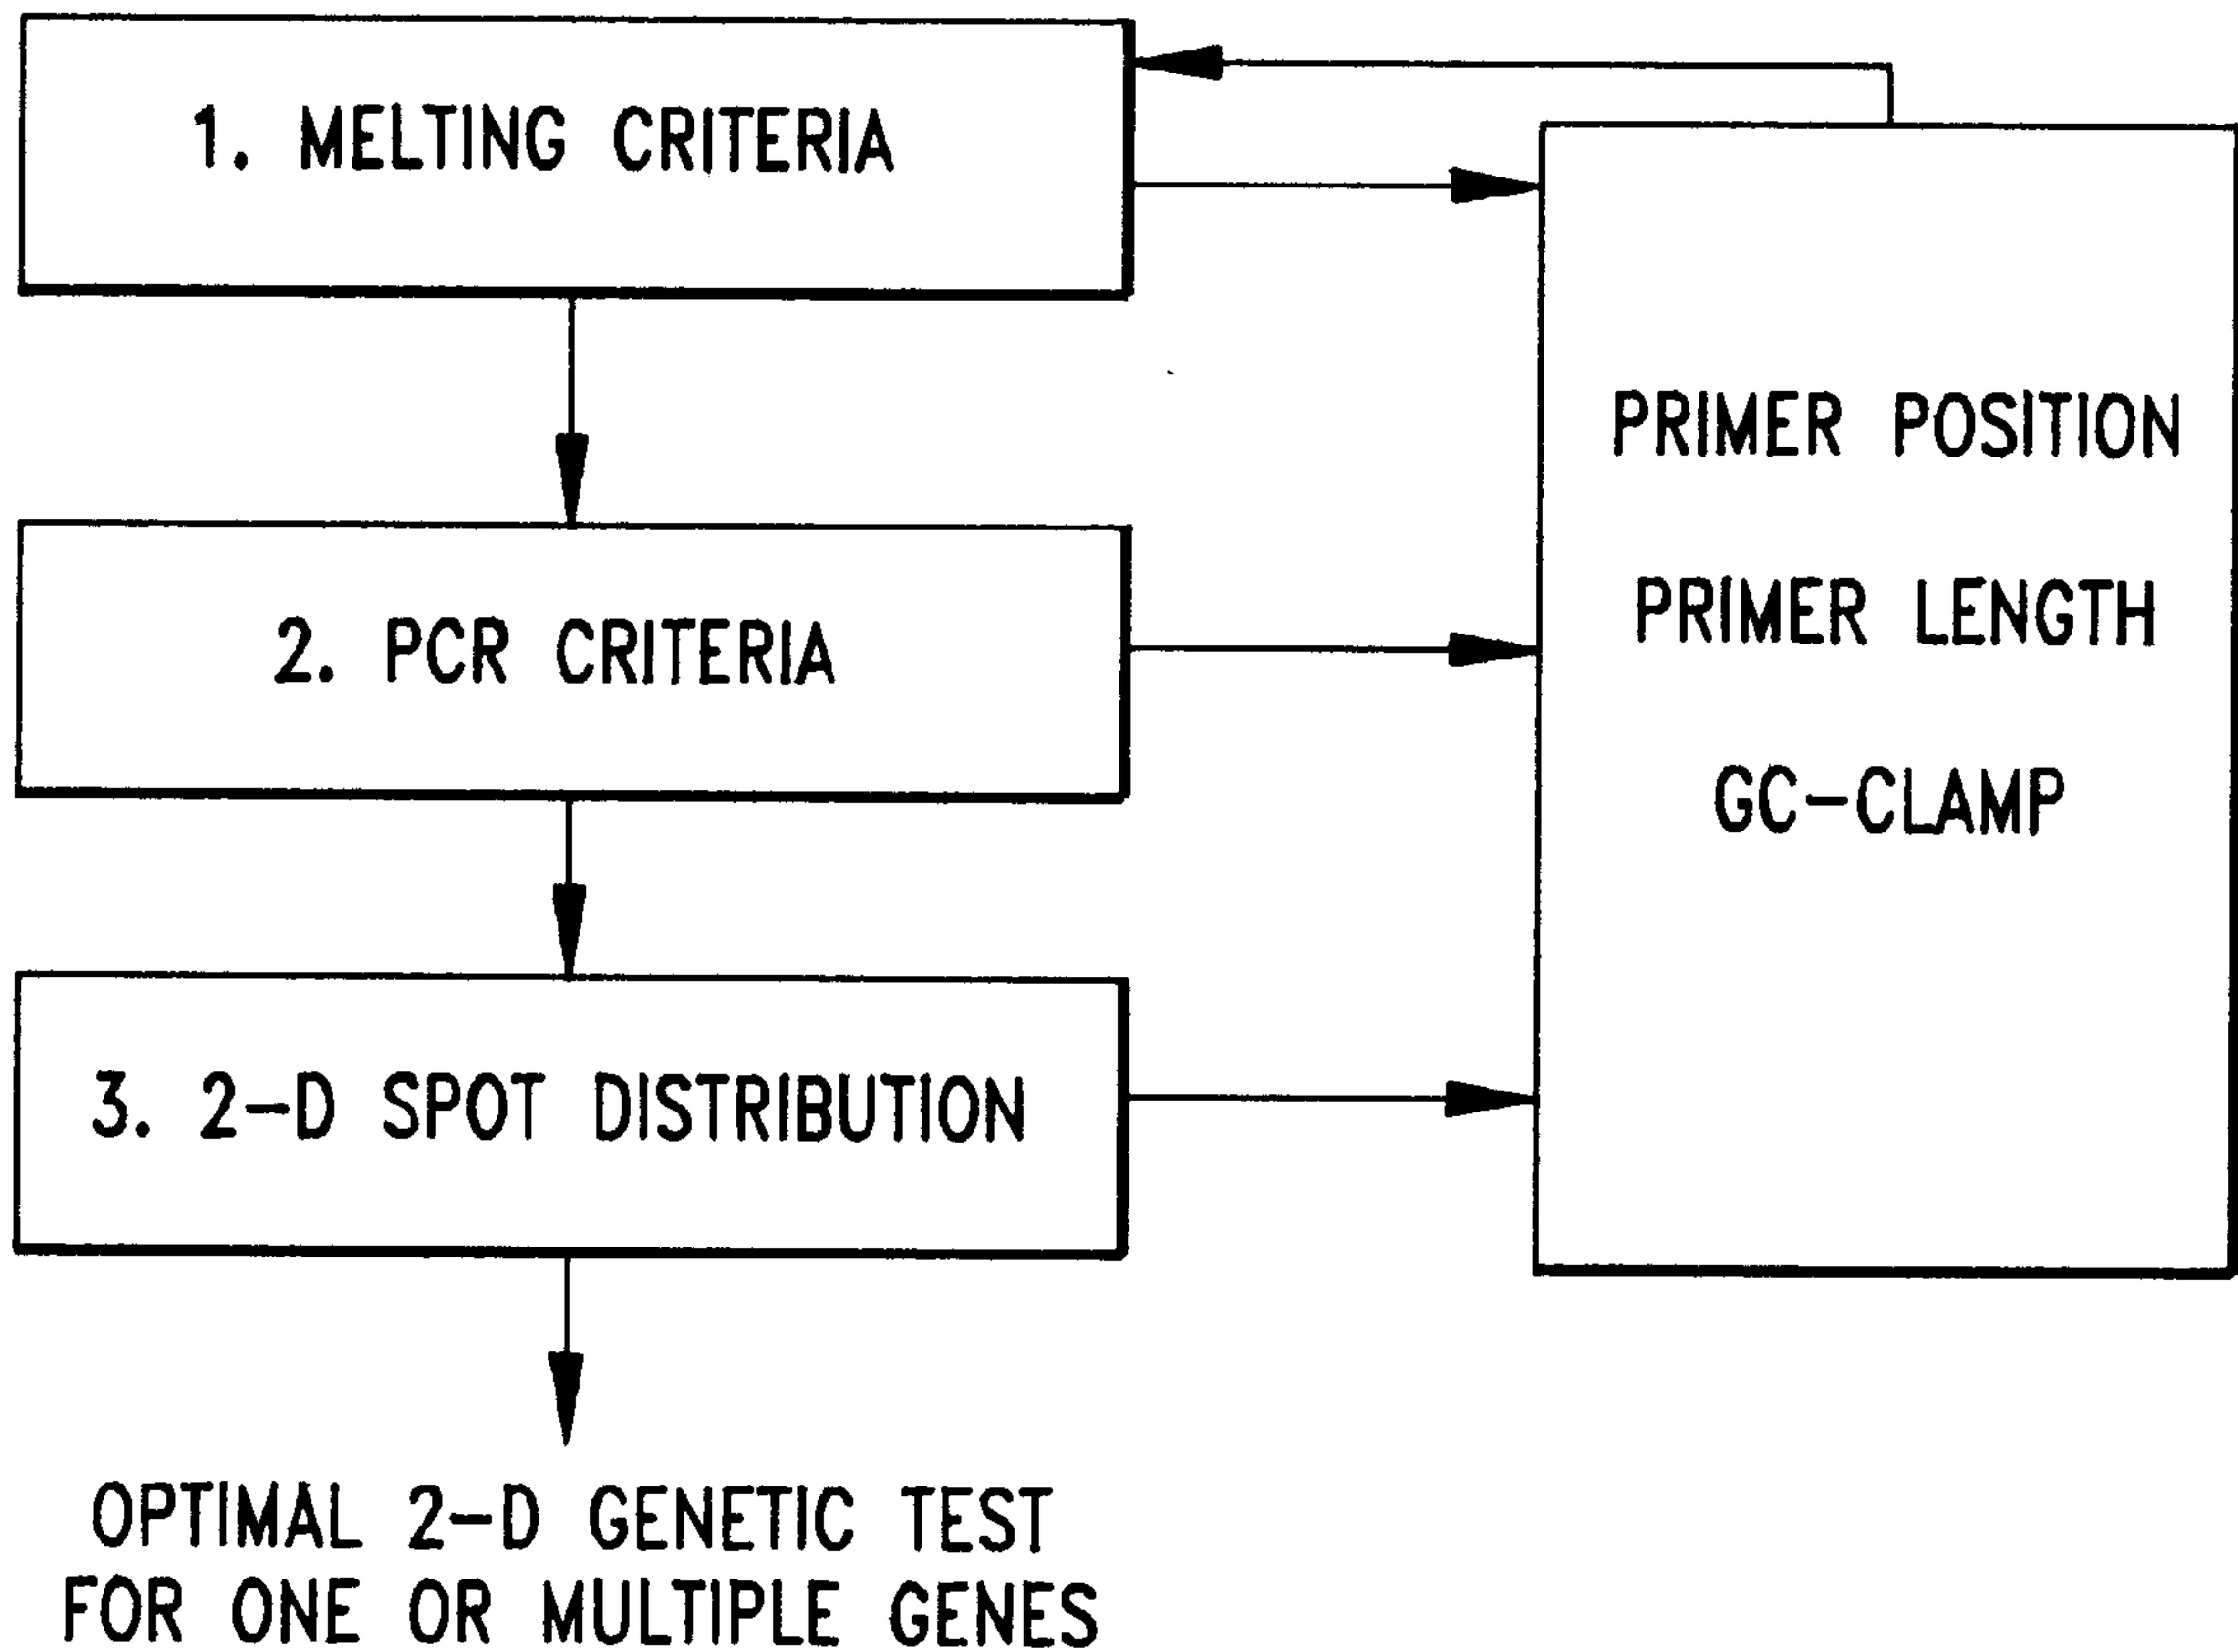 1. MELTING CRITERIA
2. PCR CRITERIA
3. 2-D SPOT DISTRIBUTION
OPTIMAL 2-D GENETIC TEST
FOR ONE OR MULTIPLE GENES
PRIMER POSITION
PRIMER LENGTH
GC-CLAMP